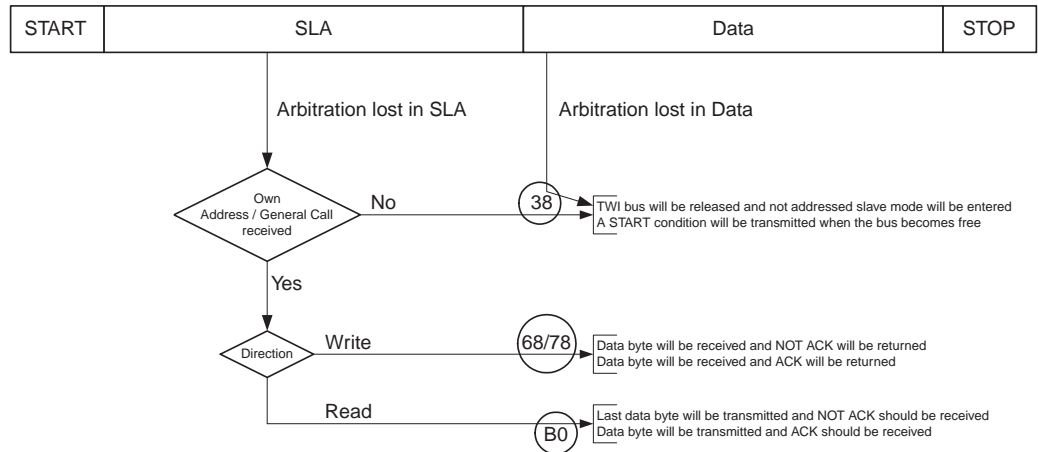 START SLA Data STOP
Arbitration lost in SLA Arbitration lost in Data
Own
Address / General Call
received
No
38
TWI bus will be released and not addressed slave mode will be entered
A START condition will be transmitted when the bus becomes free
Yes
Direction
Write
68/78
Data byte will be received and NOT ACK will be returned
Data byte will be received and ACK will be returned
Read
B0
Last data byte will be transmitted and NOT ACK should be received
Data byte will be transmitted and ACK should be received